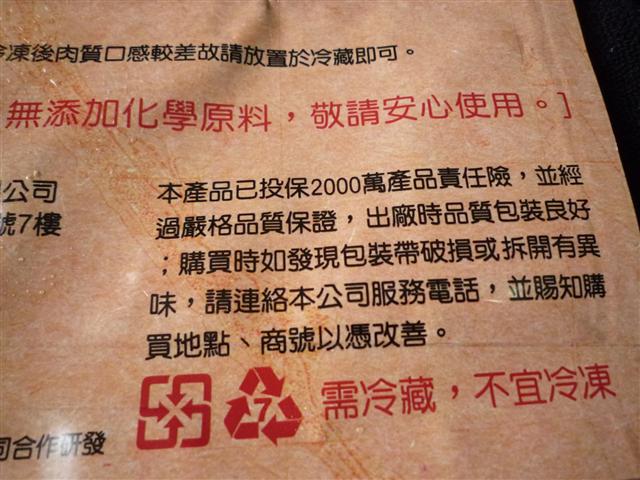 冷凍後肉質口感較差故請放置於冷藏即可。
無添加化學原料，敬請安心使用。]
公司
號7樓
本產品已投保2000萬產品責任險，並經
過嚴格品質保證，出廠時品質包裝良好
；購買時如發現包裝帶破損或拆開有異
味，請連絡本公司服務電話，並賜知購
買地點、商號以憑改善。
7
需冷藏，不宜冷凍
司合作研發